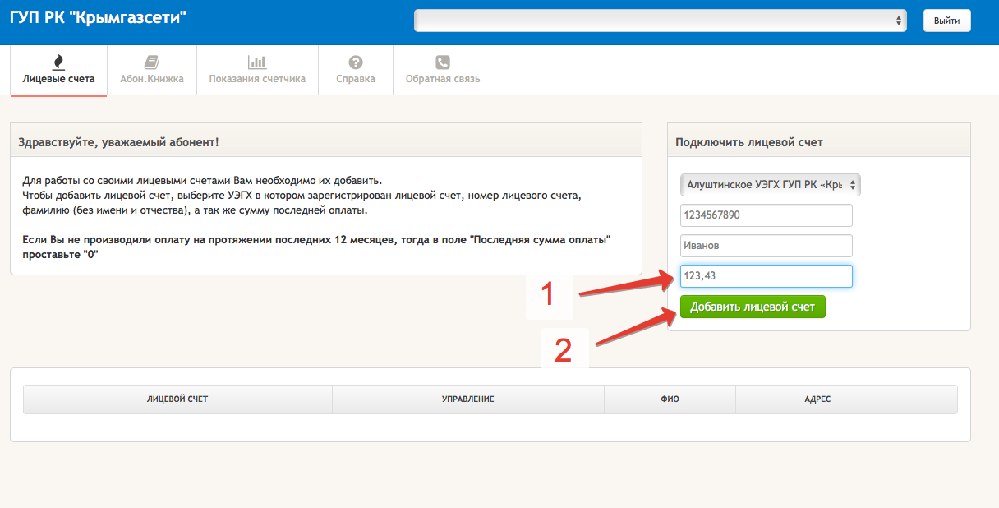 ГУП РК "Крымгазсети"
Выйти
Лицевые счета
Абон.Книжка
Показания счетчика
Справка
Обратная связь
Здравствуйте, уважаемый абонент!
Для работы со своими лицевыми счетами Вам необходимо их добавить.
Чтобы добавить лицевой счет, выберите УЭГХ в котором зарегистрирован лицевой счет, номер лицевого счета,
фамилию (без имени и отчества), а так же сумму последней оплаты.
Если Вы не производили оплату на протяжении последних 12 месяцев, тогда в поле "Последняя сумма оплаты"
проставьте "0"
Подключить лицевой счет
Алуштинское УЭГХ ГУП РК «Кры
1234567890
Иванов
123,43
Добавить лицевой счет
1
2
ЛИЦЕВОЙ СЧЕТ
УПРАВЛЕНИЕ
ФИО
АДРЕС